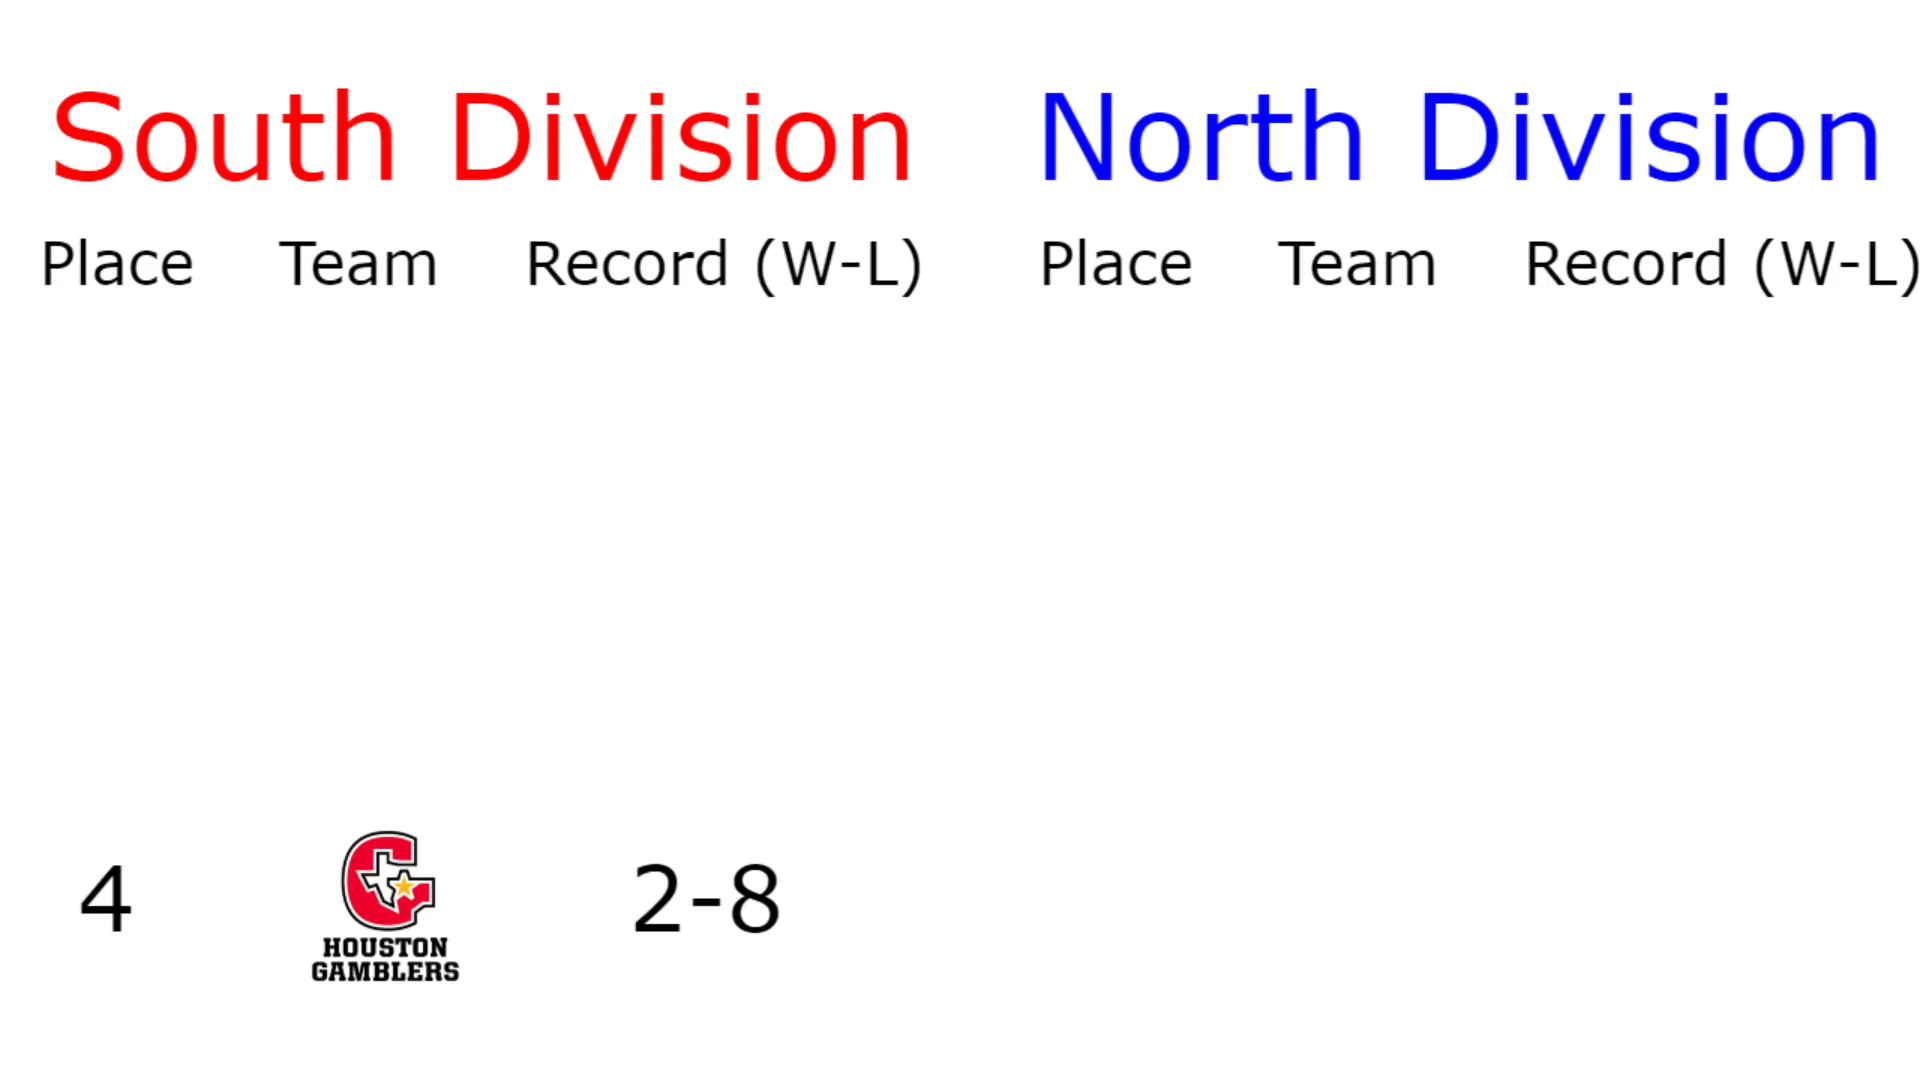 South Division
North Division
Place Team Record (W-L)
Place Team Record (W-L)
4
HOUSTON
GAMBLERS
2-8